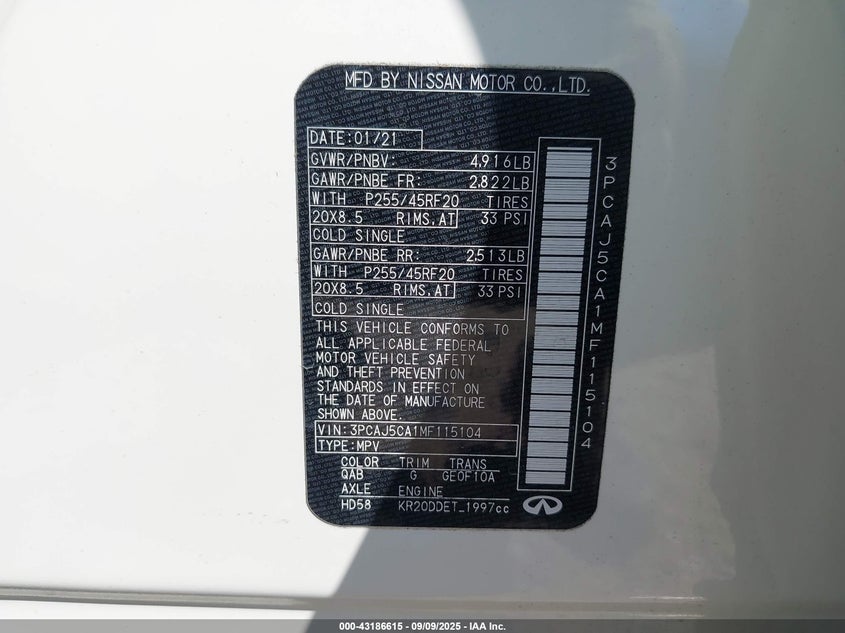 MFD BY NISSAN MOTOR CO.,LTD.
DATE:01/21
GVWR/PNBV: 4,916LB
GAWR/PNBE FR: 2,822LB
WITH P255/45RF20 TIRES
20X8.5 RIMS,AT 33 PSI
COLD SINGLE
GAWR/PNBE RR: 2,513LB
WITH P255/45RF20 TIRES
20X8.5 RIMS,AT 33 PSI
COLD SINGLE
THIS VEHICLE CONFORMS TO
ALL APPLICABLE FEDERAL
MOTOR VEHICLE SAFETY
AND THEFT PREVENTION
STANDARDS IN EFFECT ON
THE DATE OF MANUFACTURE
SHOWN ABOVE.
VIN:3PCAJ5CA1MF115104
TYPE:MPV
COLOR TRIM TRANS
QAB G GE0F10A
AXLE ENGINE
HD58 KR20DDET_1997cc
3PCAJ5CA1MF115104
000-43186615 - 09/09/2025 - IAA Inc.